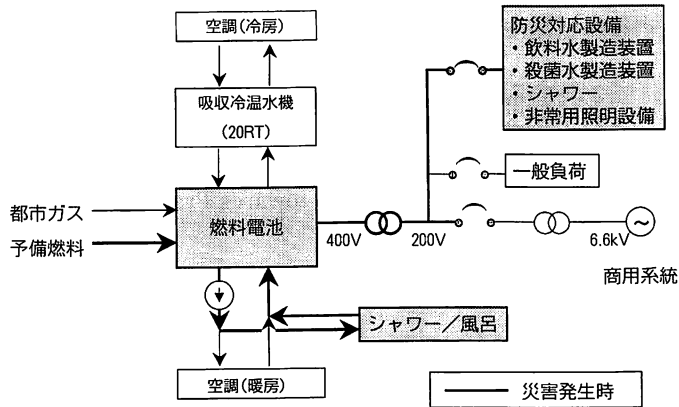 空調(冷房)
吸収冷温水機
(20RT)
都市ガス
予備燃料
燃料電池
400V
200V
防災対応設備
・飲料水製造装置
・殺菌水製造装置
・シャワー
・非常用照明設備
一般負荷
~
6.6kV
商用系統
シャワー／風呂
空調(暖房)
災害発生時